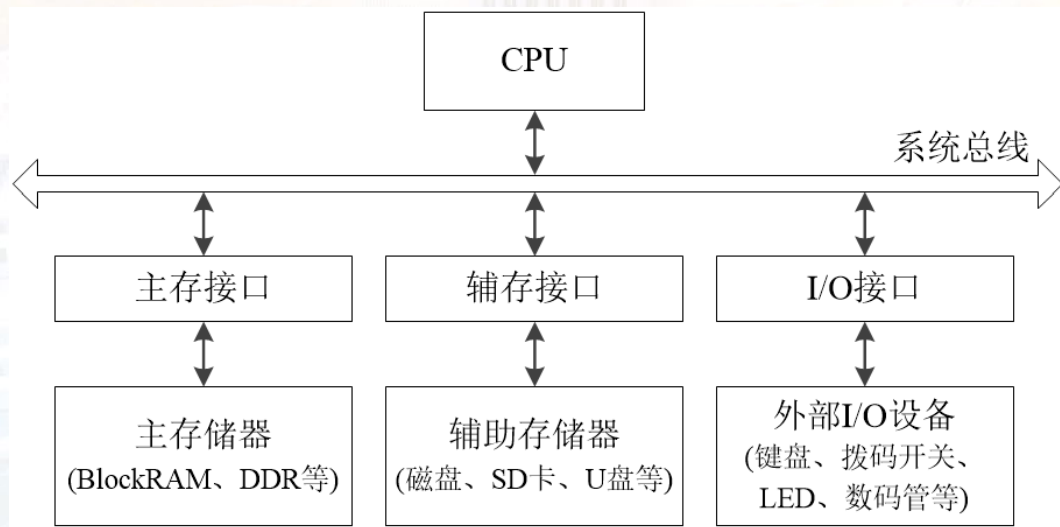 CPU
系统总线
主存接口
辅存接口
I/O接口
主存储器
(BlockRAM、DDR等)
辅助存储器
(磁盘、SD卡、U盘等)
外部I/O设备
(键盘、拨码开关、
LED、数码管等)